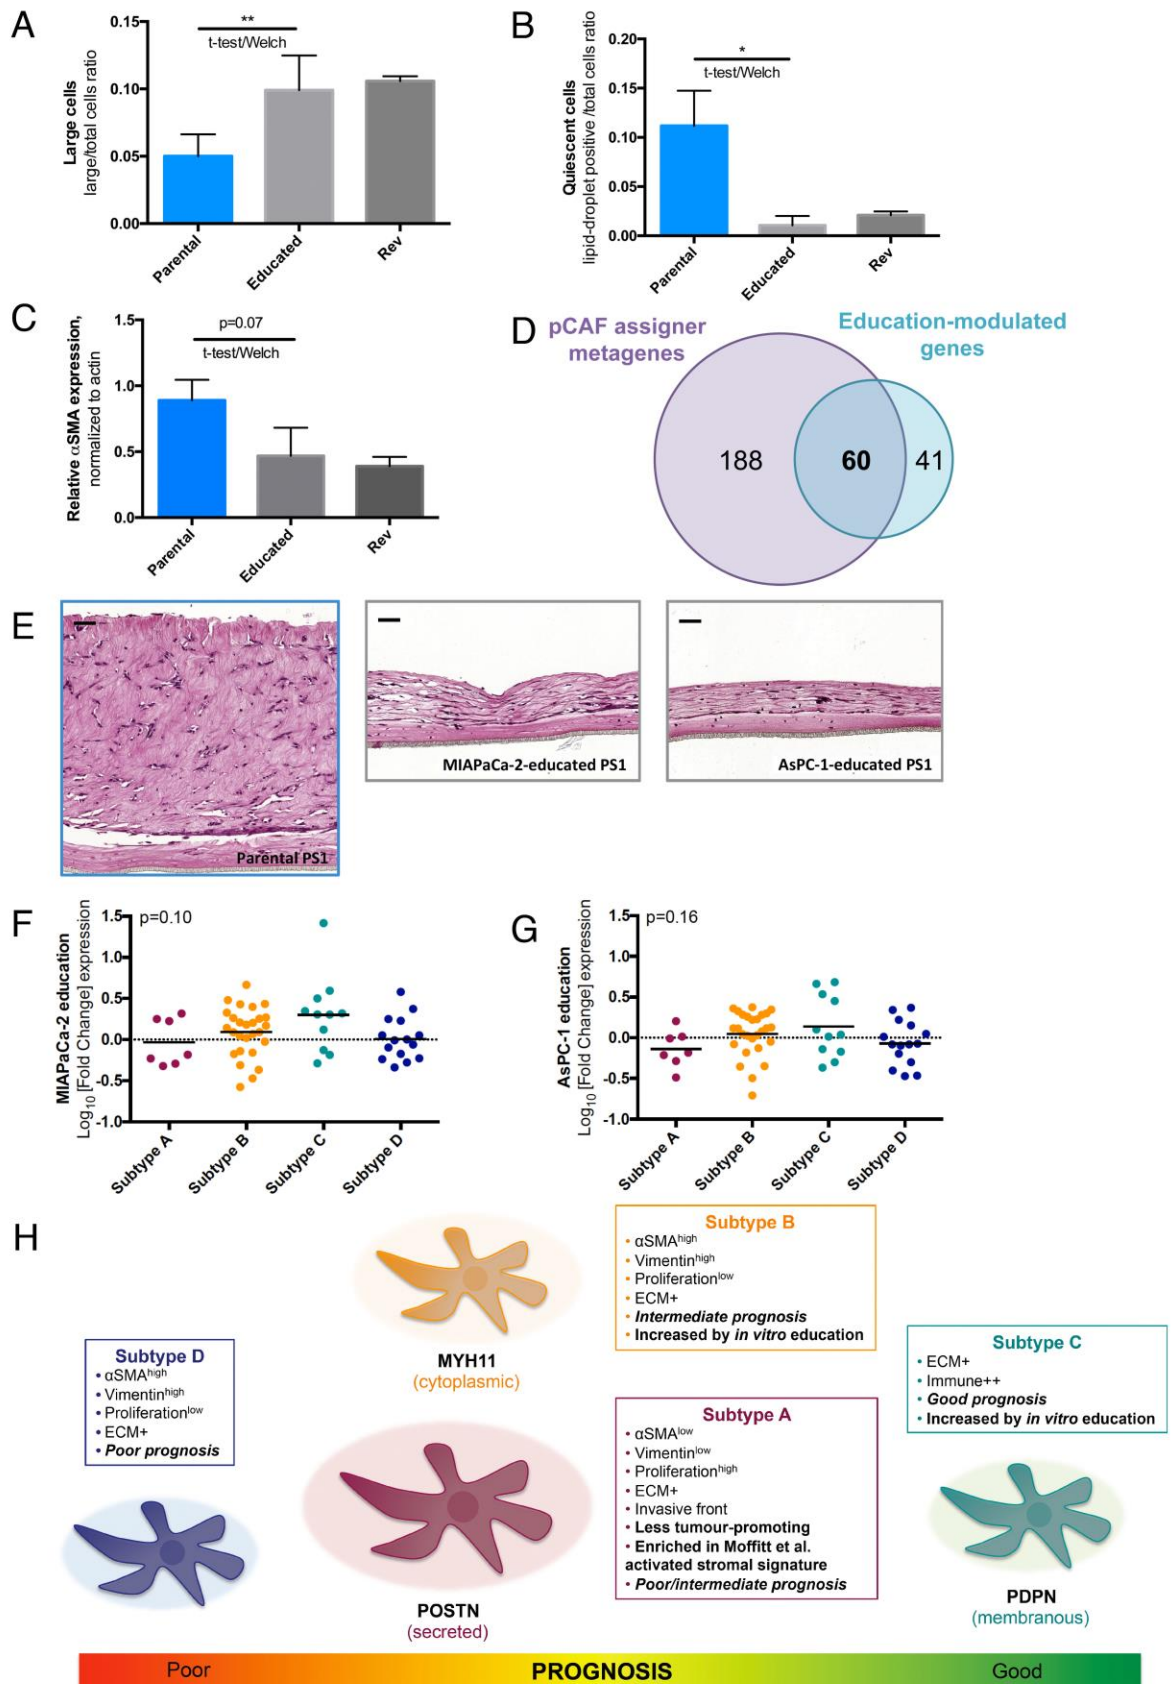 A
Large cells
large/total cells ratio
0.15
0.10
0.05
0.00
**
t-test/Welch
Parental
Educated
Rev
B
Quiescent cells
lipid-droplet positive /total cells ratio
0.20
0.15
0.10
0.05
0.00
*
t-test/Welch
Parental
Educated
Rev
C
Relative αSMA expression,
normalized to actin
1.5
1.0
0.5
0.0
p=0.07
t-test/Welch
Parental
Educated
Rev
D
pCAF assigner
metagenes
Education-modulated
genes
188
60
41
E
Parental PS1
MIAPaCa-2-educated PS1
AsPC-1-educated PS1
F
MIAPaCa-2 education
Log10 [Fold Change] expression
1.5
1.0
0.5
0.0
-0.5
-1.0
p=0.10
Subtype A
Subtype B
Subtype C
Subtype D
G
AsPC-1 education
Log10 [Fold Change] expression
1.5
1.0
0.5
0.0
-0.5
-1.0
p=0.16
Subtype A
Subtype B
Subtype C
Subtype D
H
MYH11
(cytoplasmic)
Subtype B
• αSMAhigh
• Vimentinhigh
• Proliferationlow
• ECM+
• Intermediate prognosis
• Increased by in vitro education
Subtype D
• αSMAhigh
• Vimentinhigh
• Proliferationlow
• ECM+
• Poor prognosis
Subtype C
• ECM+
• Immune++
• Good prognosis
• Increased by in vitro education
Subtype A
• αSMAlow
• Vimentinlow
• Proliferationhigh
• ECM+
• Invasive front
• Less tumour-promoting
• Enriched in Moffitt et al.
activated stromal signature
• Poor/intermediate prognosis
POSTN
(secreted)
PDPN
(membranous)
Poor
PROGNOSIS
Good